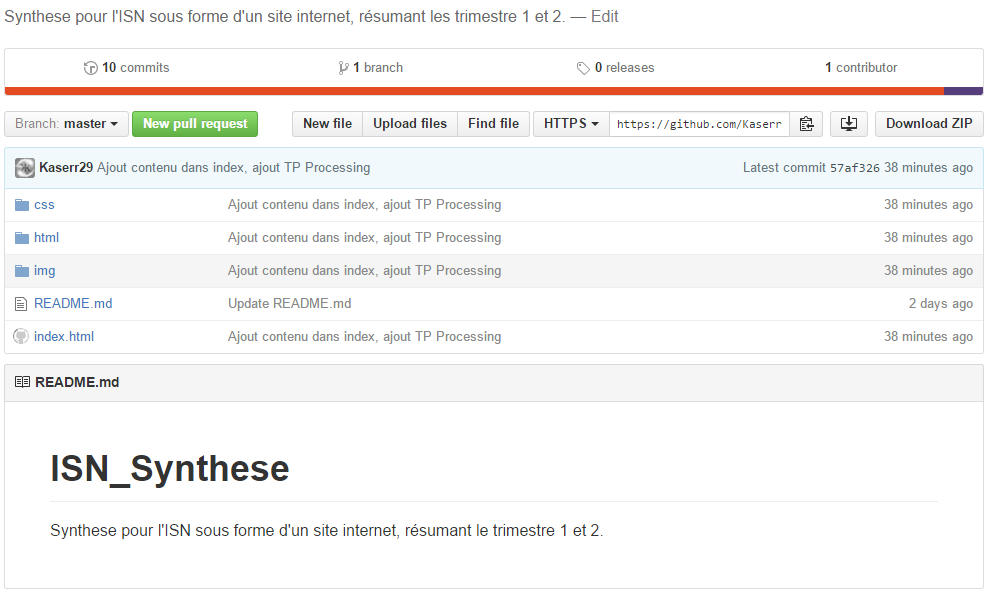 Synthese pour l'ISN sous forme d'un site internet, résumant les trimestre 1 et 2. — Edit
10 commits 1 branch 0 releases 1 contributor
Branch: master New pull request New file Upload files Find file HTTPS https://github.com/Kaserr Download ZIP
Kaserr29 Ajout contenu dans index, ajout TP Processing Latest commit 57af326 38 minutes ago
css Ajout contenu dans index, ajout TP Processing 38 minutes ago
html Ajout contenu dans index, ajout TP Processing 38 minutes ago
img Ajout contenu dans index, ajout TP Processing 38 minutes ago
README.md Update README.md 2 days ago
index.html Ajout contenu dans index, ajout TP Processing 38 minutes ago
README.md
ISN_Synthese
Synthese pour l'ISN sous forme d'un site internet, résumant le trimestre 1 et 2.